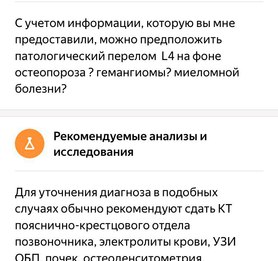 С учетом информации, которую вы мне
предоставили, можно предположить
патологический перелом L4 на фоне
остеопороза ? гемангиомы? миеломной
болезни?
Рекомендуемые анализы и
исследования
Для уточнения диагноза в подобных
случаях обычно рекомендуют сдать КТ
пояснично-крестцового отдела
позвоночника, электролиты крови, УЗИ
ОБП, почек, остеоденситометрия